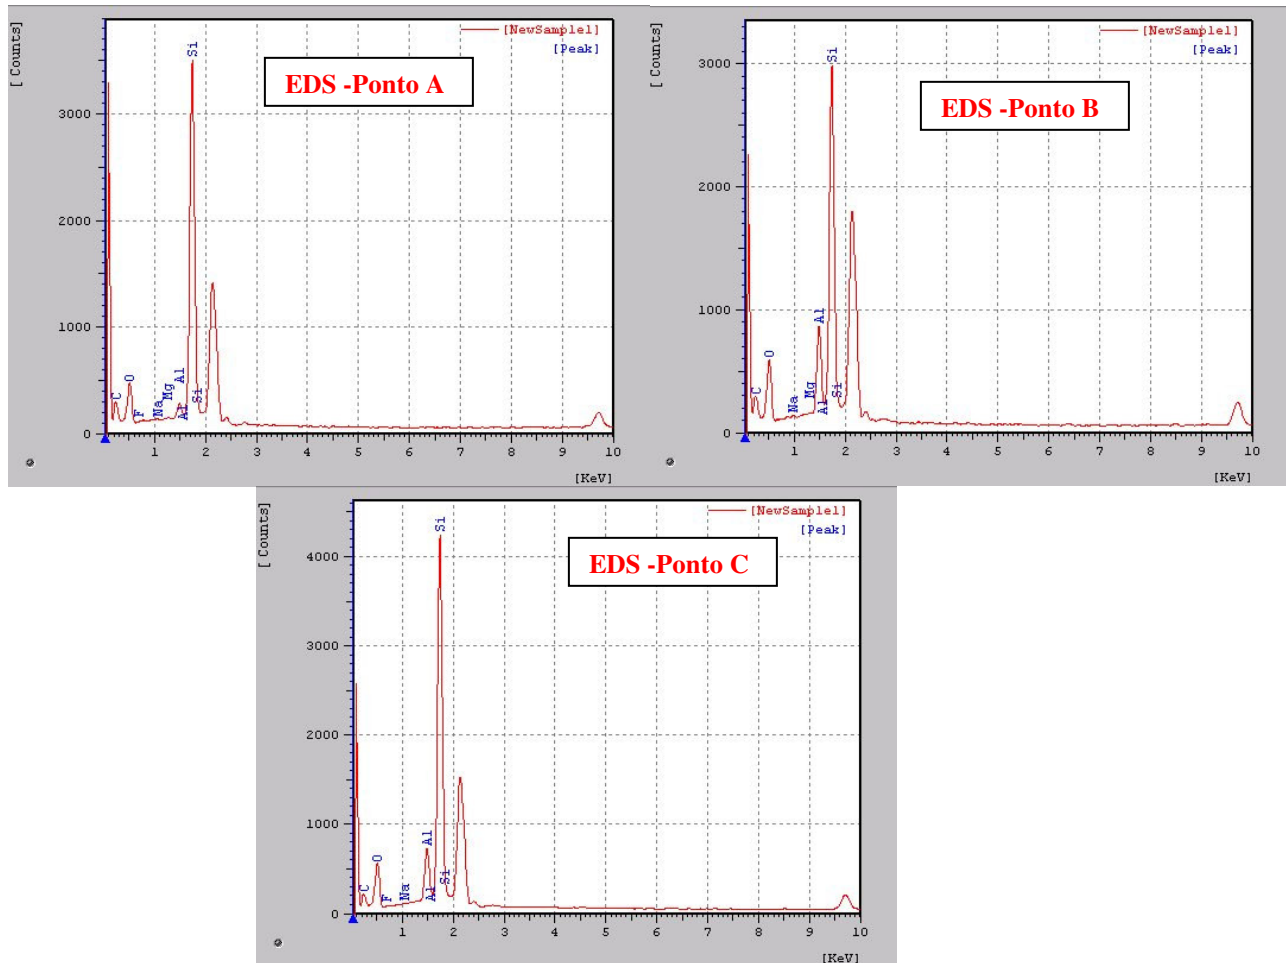 [Counts]
[NewSample1]
[Peak]
EDS -Ponto A
Si
3000
2000
1000
0
C
O
F
Na
Mg
Al
Al
Si
1 2 3 4 5 6 7 8 9 10
[KeV]
[Counts]
[NewSample1]
[Peak]
EDS -Ponto B
Si
3000
2000
1000
0
C
O
Na
Mg
Al
Al
Si
1 2 3 4 5 6 7 8 9 10
[KeV]
[Counts]
[NewSample1]
[Peak]
EDS -Ponto C
Si
4000
3000
2000
1000
0
C
O
F
Na
Al
Al
Si
1 2 3 4 5 6 7 8 9 10
[KeV]